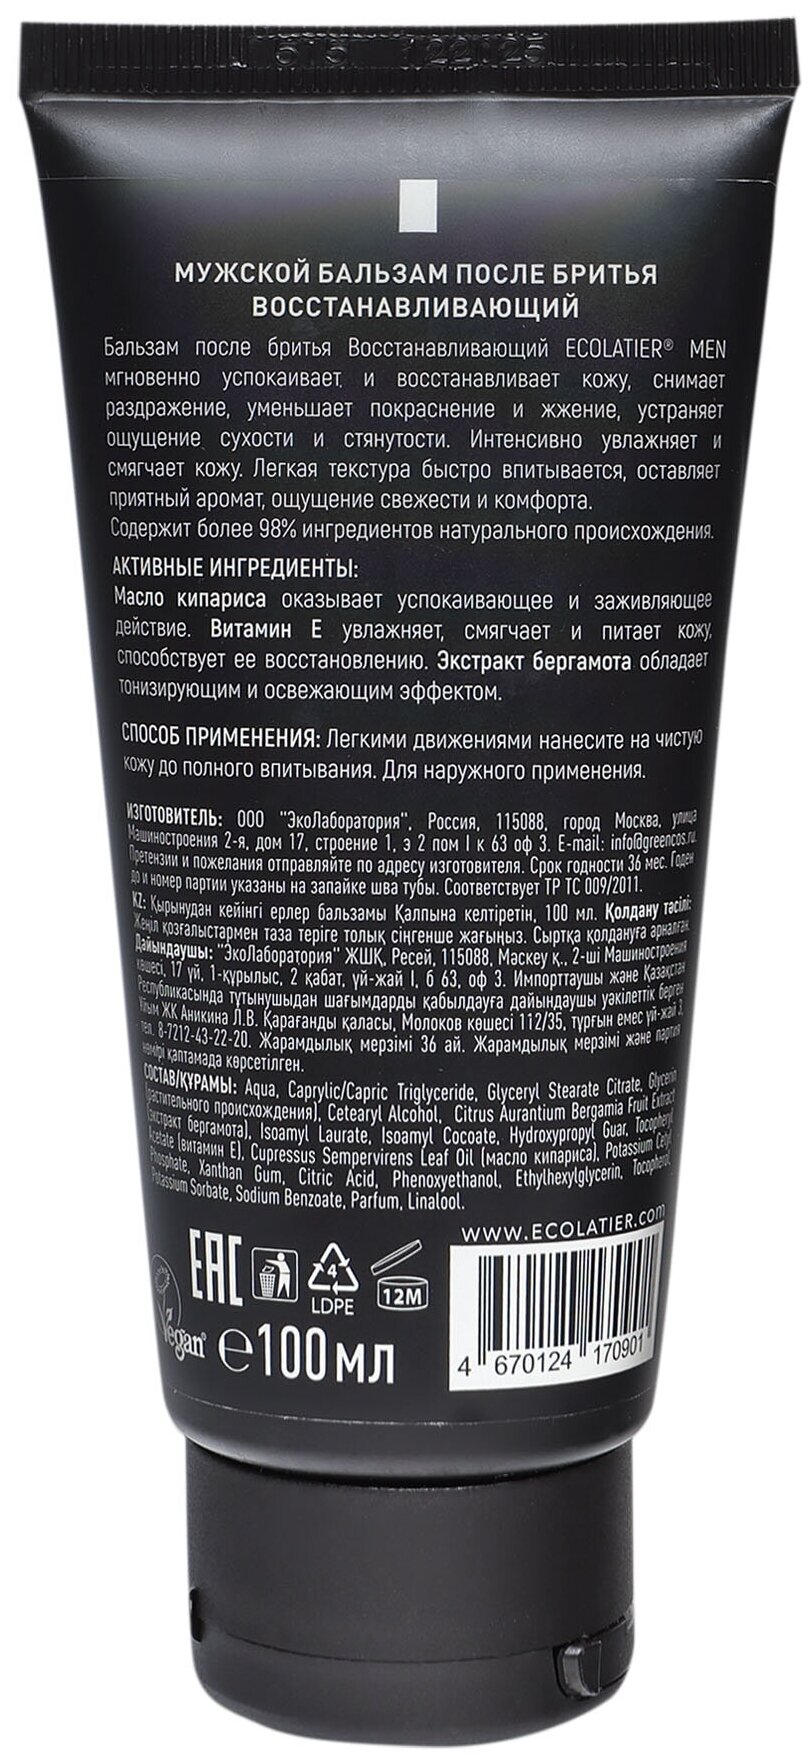 515 122025
МУЖСКОЙ БАЛЬЗАМ ПОСЛЕ БРИТЬЯ
ВОССТАНАВЛИВАЮЩИЙ
Бальзам после бритья Восстанавливающий ECOLATIER® MEN
мгновенно успокаивает и восстанавливает кожу, снимает
раздражение, уменьшает покраснение и жжение, устраняет
ощущение сухости и стянутости. Интенсивно увлажняет и
смягчает кожу. Легкая текстура быстро впитывается, оставляет
приятный аромат, ощущение свежести и комфорта.
Содержит более 98% ингредиентов натурального происхождения.
АКТИВНЫЕ ИНГРЕДИЕНТЫ:
Масло кипариса оказывает успокаивающее и заживляющее
действие. Витамин Е увлажняет, смягчает и питает кожу,
способствует ее восстановлению. Экстракт бергамота обладает
тонизирующим и освежающим эффектом.
СПОСОБ ПРИМЕНЕНИЯ: Легкими движениями нанесите на чистую
кожу до полного впитывания. Для наружного применения.
ИЗГОТОВИТЕЛЬ: ООО "ЭкоЛаборатория", Россия, 115088, город Москва, улица
Машиностроения 2-я, дом 17, строение 1, э 2 пом I к 63 оф 3. E-mail: info@greencos.ru.
Претензии и пожелания отправляйте по адресу изготовителя. Срок годности 36 мес. Годен
до и номер партии указаны на запайке шва тубы. Соответствует ТР ТС 009/2011.
KZ: Қырынудан кейінгі ерлер бальзамы Қалпына келтіретін, 100 мл. Қолдану тәсілі:
Жеңіл қозғалыстармен таза теріге толық сіңгенше жағыңыз. Сыртқа қолдануға арналған.
Дайындаушы: "ЭкоЛаборатория" ЖШҚ, Ресей, 115088, Мәскеу қ., 2-ші Машиностроения
көшесі, 17 үй, 1-құрылыс, 2 қабат, үй-жай I, б 63, оф 3. Импорттаушы және Қазақстан
Республикасында тұтынушыдан шағымдарды қабылдауға дайындаушы уәкілеттік берген
ұйым ЖК Аникина Л.В. Қарағанды қаласы, Молоков көшесі 112/35, тұрғын емес үй-жай 3,
тел. 8-7212-43-22-20. Жарамдылық мерзімі 36 ай. Жарамдылық мерзімі және партия
нөмірі қаптамада көрсетілген.
СОСТАВ/ҚҰРАМЫ: Aqua, Caprylic/Capric Triglyceride, Glyceryl Stearate Citrate, Glycerin
(растительного происхождения), Cetearyl Alcohol, Citrus Aurantium Bergamia Fruit Extract
(экстракт бергамота), Isoamyl Laurate, Isoamyl Cocoate, Hydroxypropyl Guar, Tocopheryl
Acetate (витамин Е), Cupressus Sempervirens Leaf Oil (масло кипариса), Potassium Cetyl
Phosphate, Xanthan Gum, Citric Acid, Phenoxyethanol, Ethylhexylglycerin, Tocopherol,
Potassium Sorbate, Sodium Benzoate, Parfum, Linalool.
WWW.ECOLATIER.com
EAC
4
LDPE
12M
Vegan
℮100 мл
4 670124 170901